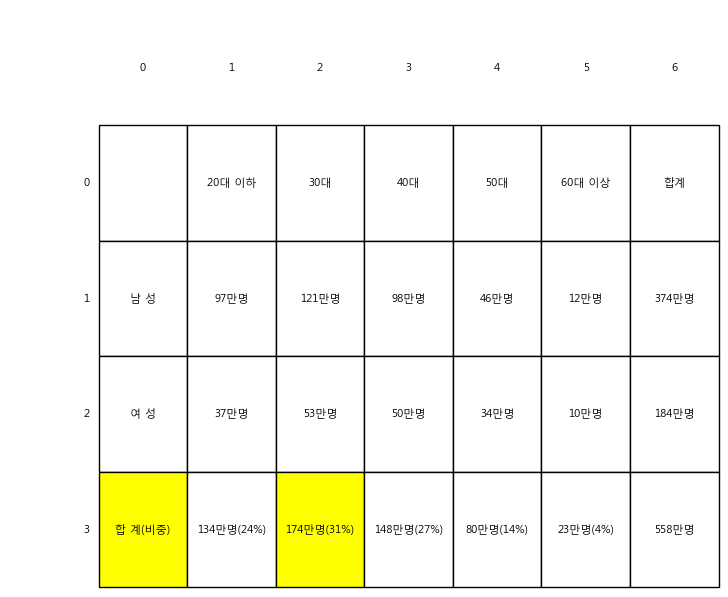 0 1 2 3 4 5 6
0 20대 이하 30대 40대 50대 60대 이상 합계
1 남 성 97만명 121만명 98만명 46만명 12만명 374만명
2 여 성 37만명 53만명 50만명 34만명 10만명 184만명
3 합 계(비중) 134만명(24%) 174만명(31%) 148만명(27%) 80만명(14%) 23만명(4%) 558만명